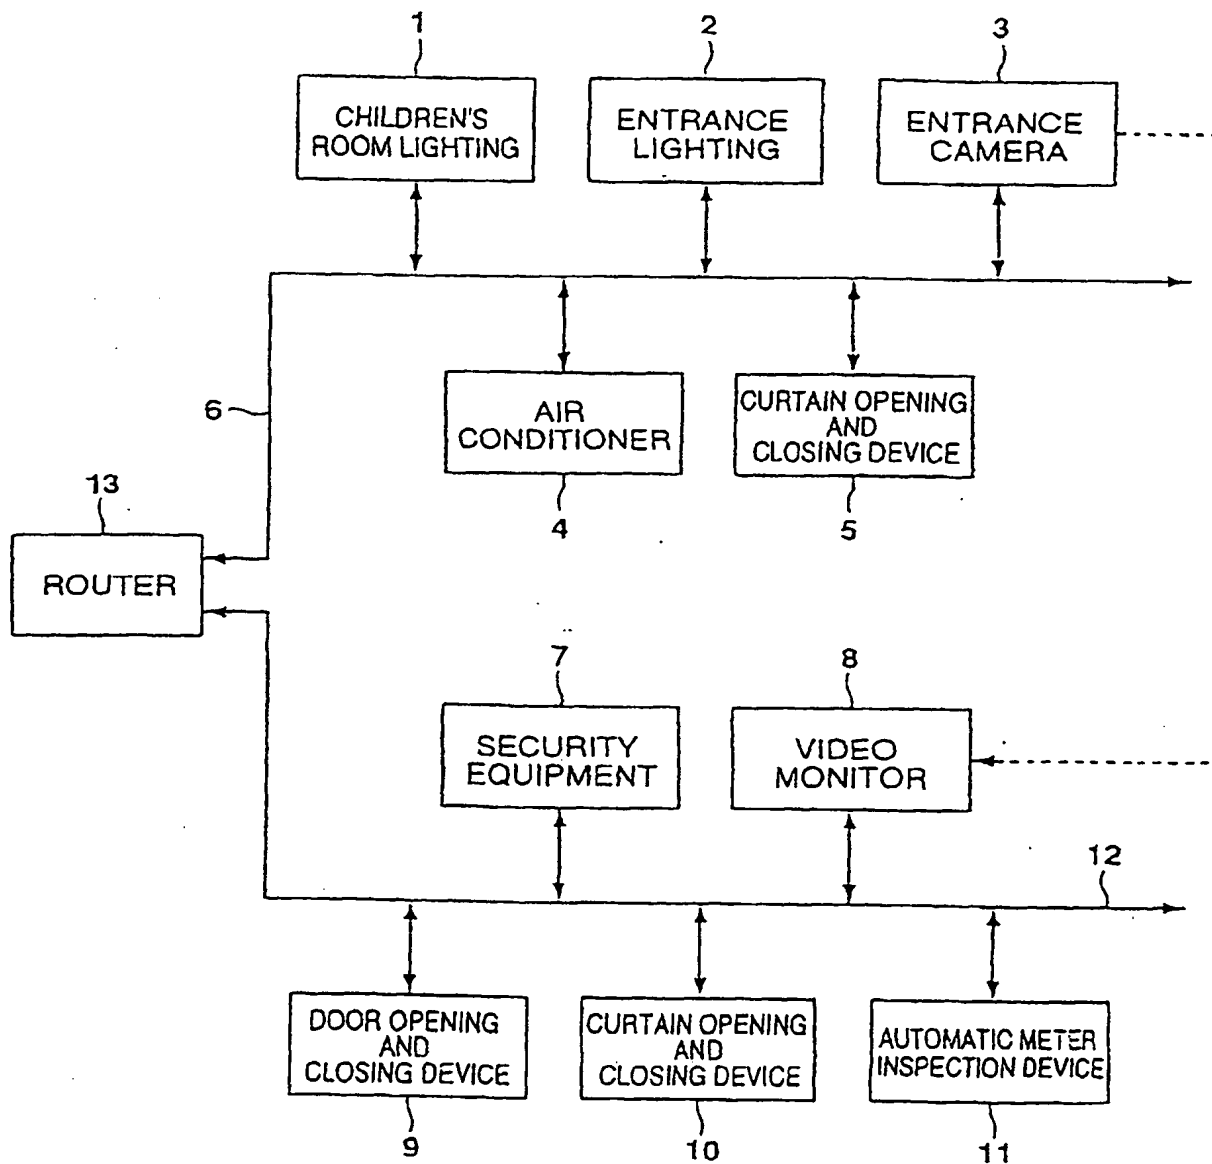 1
2
3
CHILDREN'S
ROOM LIGHTING
ENTRANCE
LIGHTING
ENTRANCE
CAMERA
6
AIR
CONDITIONER
CURTAIN OPENING
AND
CLOSING DEVICE
4
5
13
ROUTER
7
8
SECURITY
EQUIPMENT
VIDEO
MONITOR
12
DOOR OPENING
AND
CLOSING DEVICE
CURTAIN OPENING
AND
CLOSING DEVICE
AUTOMATIC METER
INSPECTION DEVICE
9
10
11